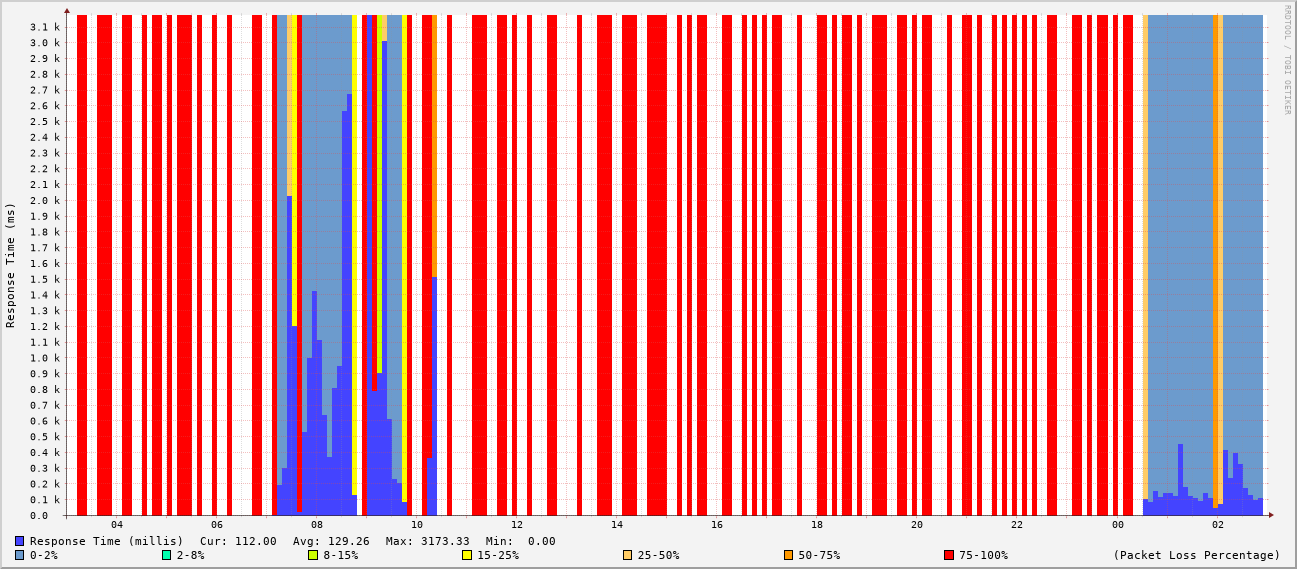 RRDTOOL / TOBI OETIKER
Response Time (ms)
3.1 k
3.0 k
2.9 k
2.8 k
2.7 k
2.6 k
2.5 k
2.4 k
2.3 k
2.2 k
2.1 k
2.0 k
1.9 k
1.8 k
1.7 k
1.6 k
1.5 k
1.4 k
1.3 k
1.2 k
1.1 k
1.0 k
0.9 k
0.8 k
0.7 k
0.6 k
0.5 k
0.4 k
0.3 k
0.2 k
0.1 k
0.0
04 06 08 10 12 14 16 18 20 22 00 02
Response Time (millis) Cur: 112.00 Avg: 129.26 Max: 3173.33 Min: 0.00
0-2% 2-8% 8-15% 15-25% 25-50% 50-75% 75-100% (Packet Loss Percentage)